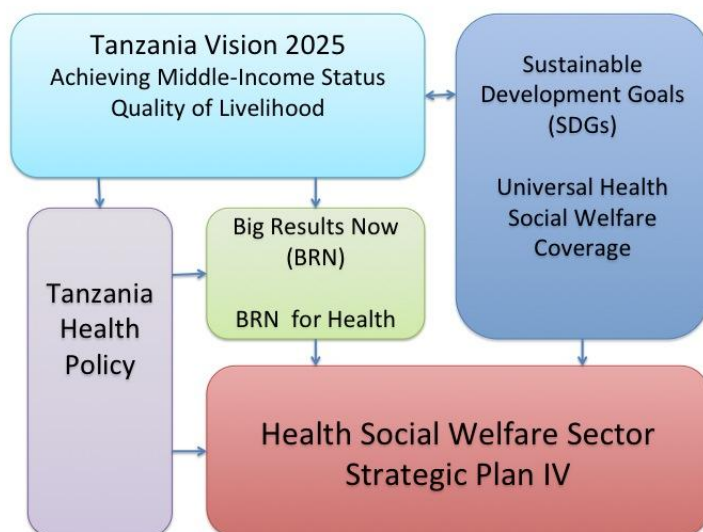 Tanzania Vision 2025
Achieving Middle-Income Status
Quality of Livelihood
Sustainable
Development Goals
(SDGs)
Universal Health
Social Welfare
Coverage
Big Results Now
(BRN)
BRN for Health
Tanzania
Health
Policy
Health Social Welfare Sector
Strategic Plan IV